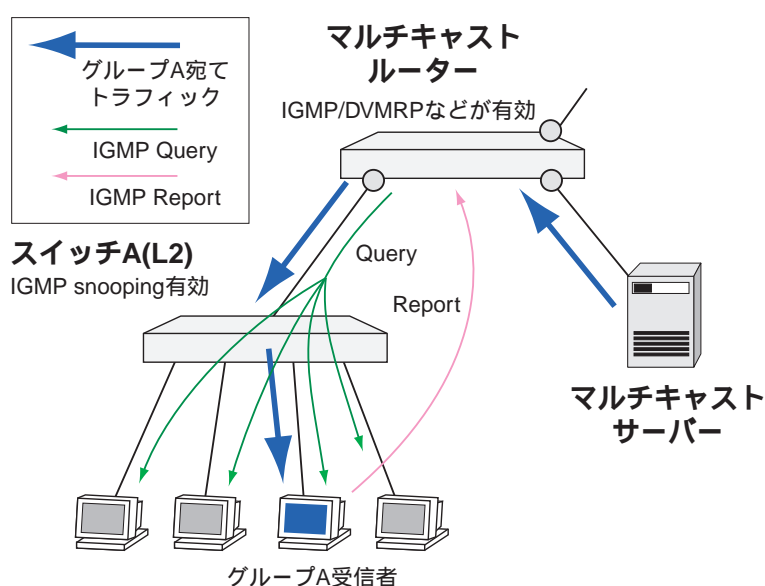 グループA宛て
トラフィック
IGMP Query
IGMP Report
マルチキャスト
ルーター
IGMP/DVMRPなどが有効
スイッチA(L2)
IGMP snooping有効
Query
Report
マルチキャスト
サーバー
グループA受信者